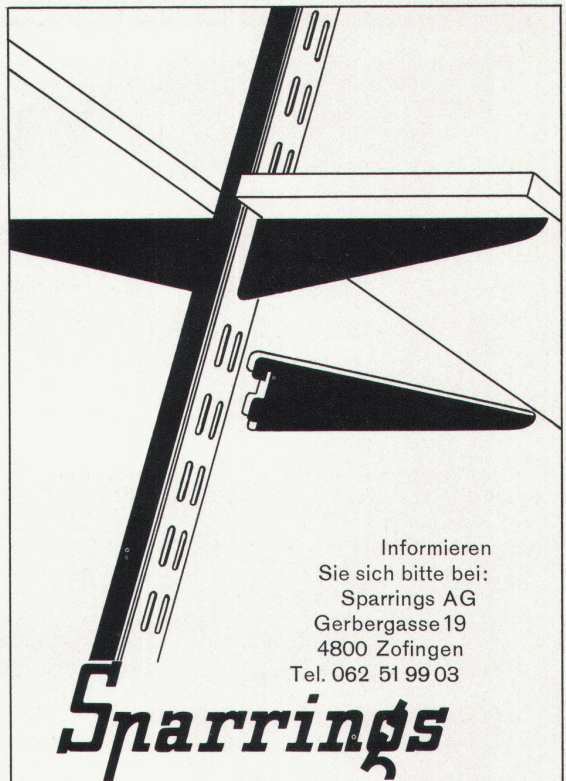 Informieren
Sie sich bitte bei:
Sparrings AG
Gerbergasse 19
4800 Zofingen
Tel. 062 51 99 03
Sparrings